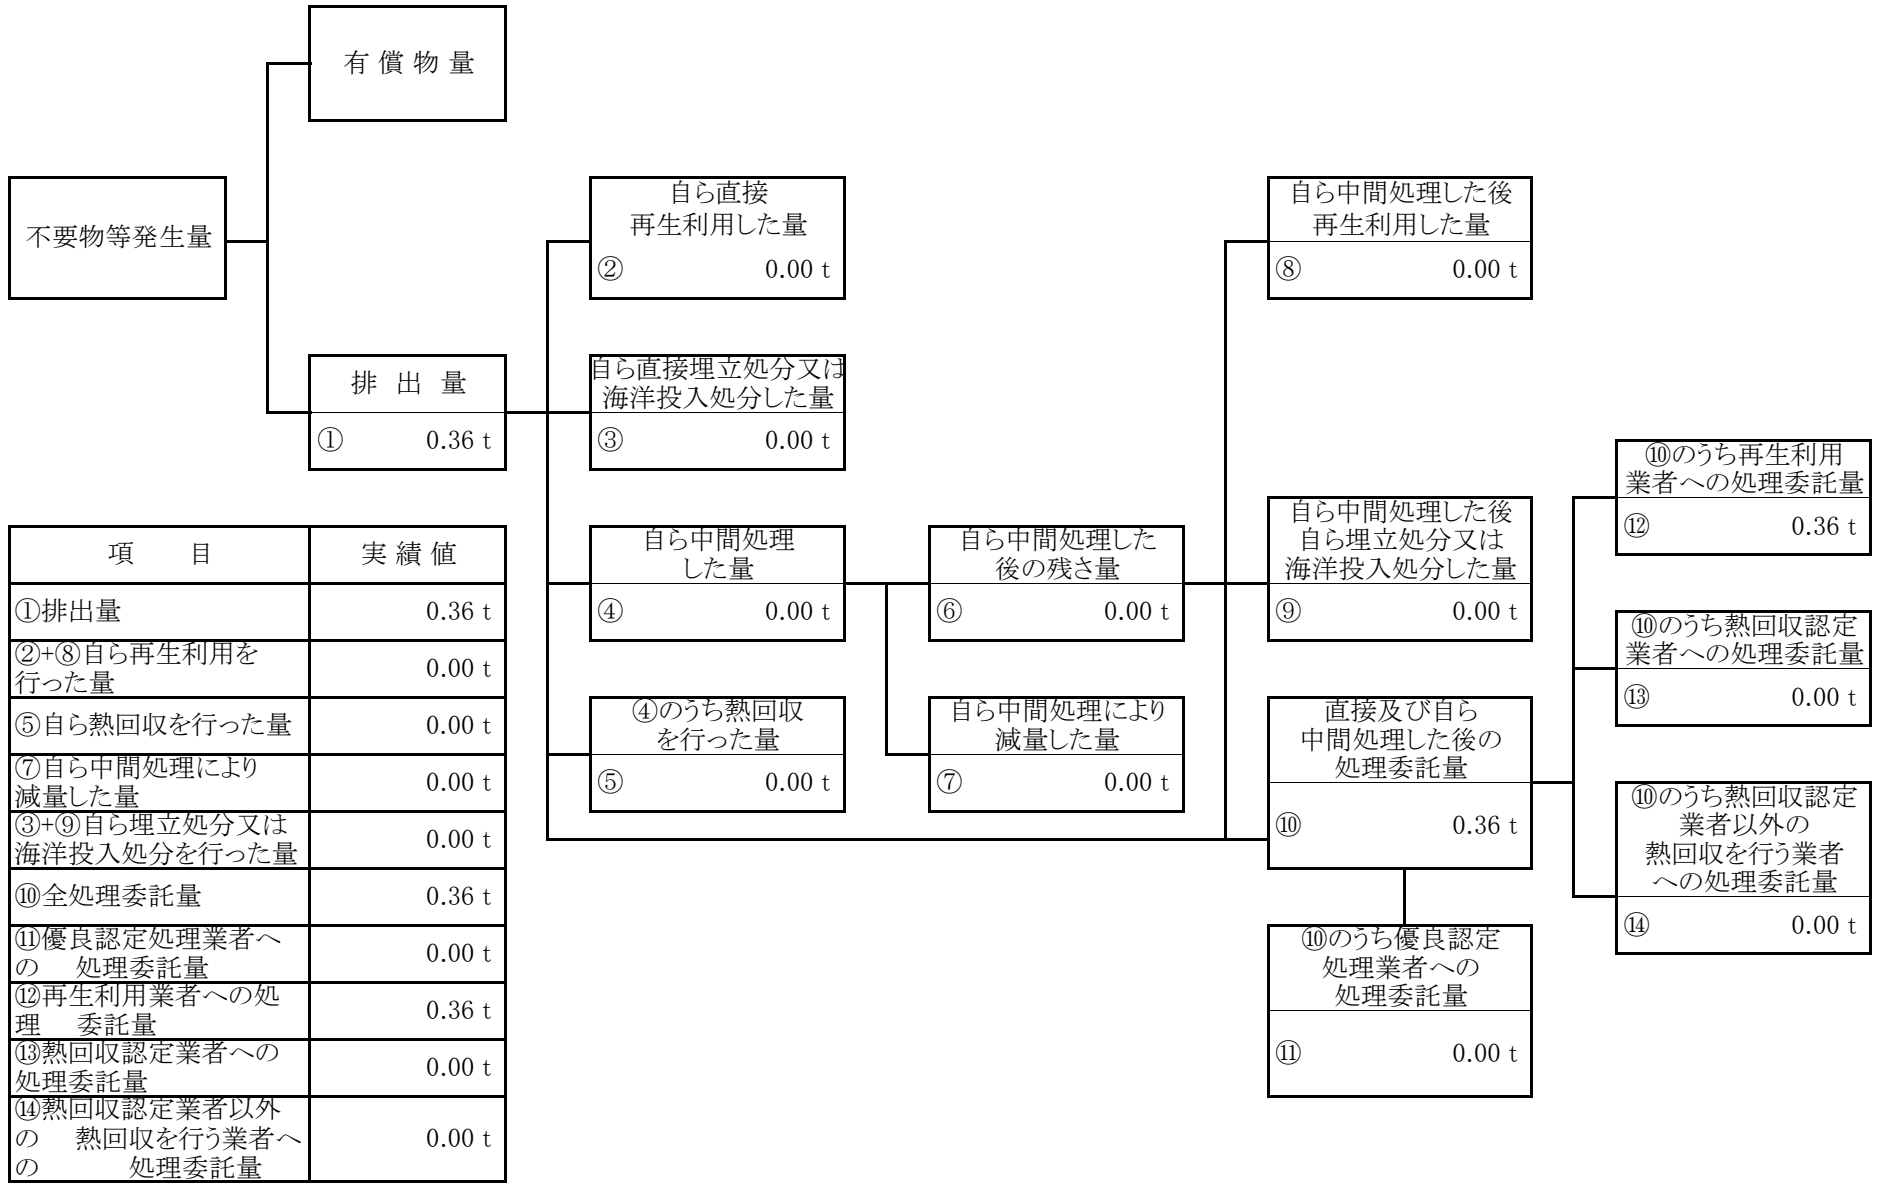 有 償 物 量
不要物等発生量
排 出 量
① 0.36 t
自ら直接
再生利用した量
② 0.00 t
自ら直接埋立処分又は
海洋投入処分した量
③ 0.00 t
自ら中間処理
した量
④ 0.00 t
④のうち熱回収
を行った量
⑤ 0.00 t
自ら中間処理した
後の残さ量
⑥ 0.00 t
自ら中間処理により
減量した量
⑦ 0.00 t
自ら中間処理した後
再生利用した量
⑧ 0.00 t
自ら中間処理した後
自ら埋立処分又は
海洋投入処分した量
⑨ 0.00 t
直接及び自ら
中間処理した後の
処理委託量
⑩ 0.36 t
⑩のうち優良認定
処理業者への
処理委託量
⑪ 0.00 t
⑩のうち再生利用
業者への処理委託量
⑫ 0.36 t
⑩のうち熱回収認定
業者への処理委託量
⑬ 0.00 t
⑩のうち熱回収認定
業者以外の
熱回収を行う業者
への処理委託量
⑭ 0.00 t
項 目 実 績 値
①排出量 0.36 t
②+⑧自ら再生利用を
行った量 0.00 t
⑤自ら熱回収を行った量 0.00 t
⑦自ら中間処理により
減量した量 0.00 t
③+⑨自ら埋立処分又は
海洋投入処分を行った量 0.00 t
⑩全処理委託量 0.36 t
⑪優良認定処理業者へ
の 処理委託量 0.00 t
⑫再生利用業者への処
理 委託量 0.36 t
⑬熱回収認定業者への
処理委託量 0.00 t
⑭熱回収認定業者以外
の 熱回収を行う業者へ 0.00 t
の 処理委託量